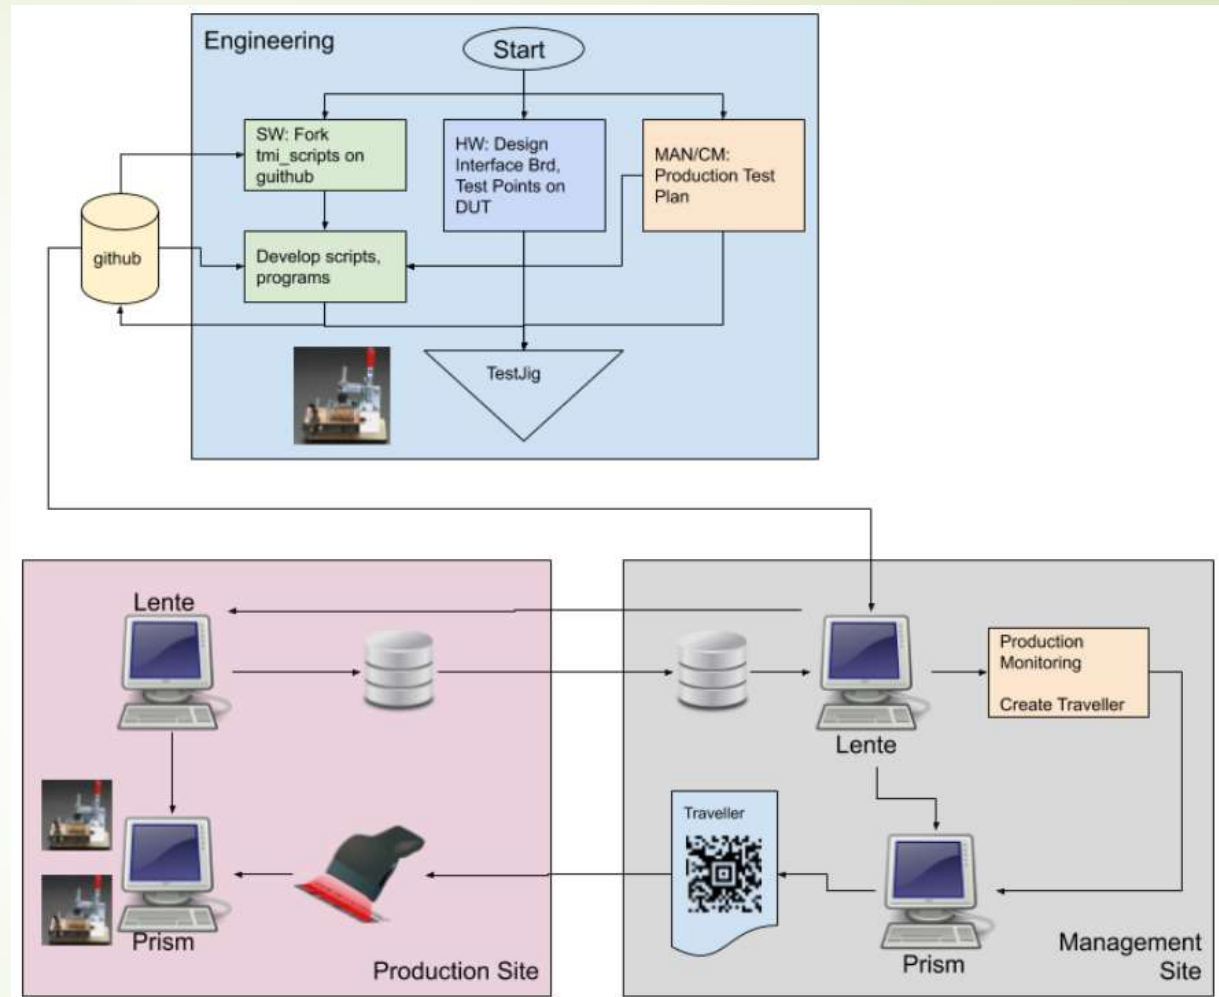 Engineering
Start
SW: Fork
tmi_scripts on
guithub
HW: Design
Interface Brd,
Test Points on
DUT
MAN/CM:
Production Test
Plan
github
Develop scripts,
programs
TestJig
Lente
Production
Monitoring
Create Traveller
Lente
Traveller
Prism
Production Site
Prism
Management
Site